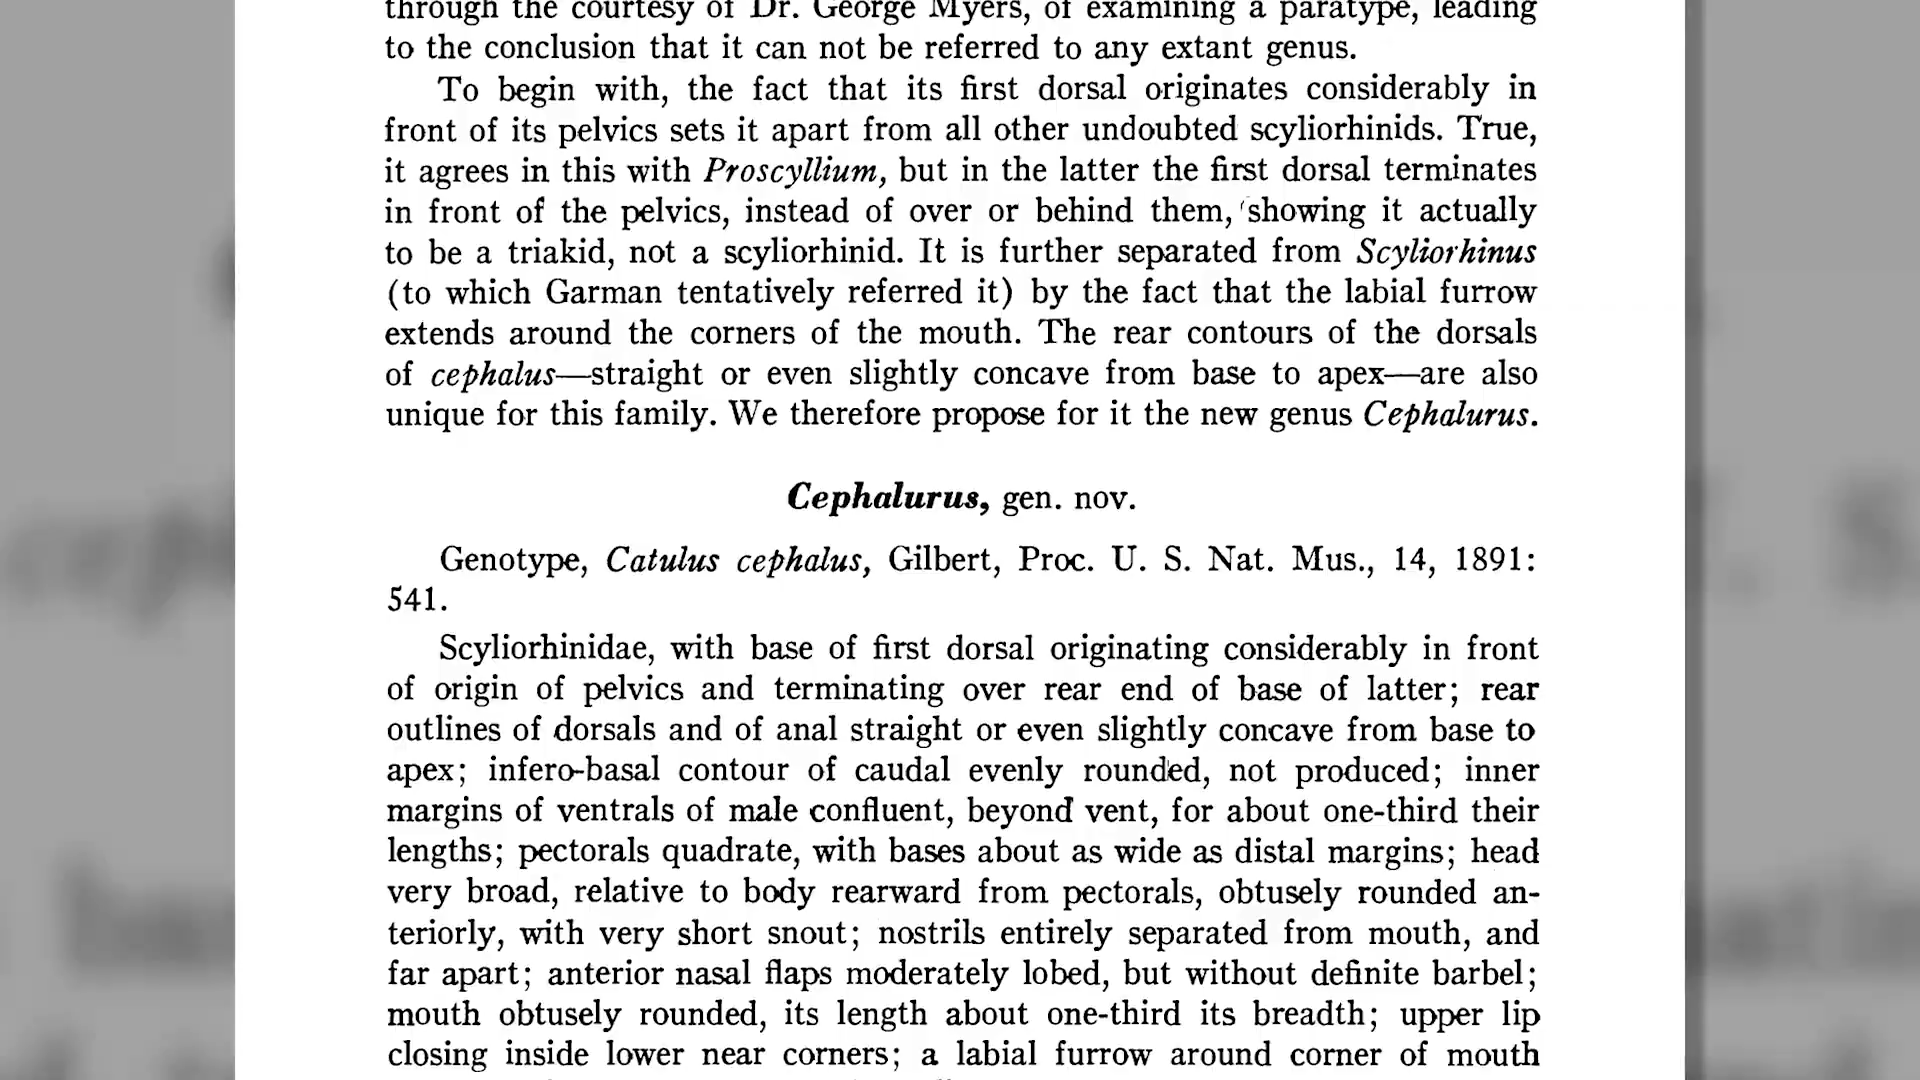 through the courtesy of Dr. George Myers, of examining a paratype, leading
to the conclusion that it can not be referred to any extant genus.
To begin with, the fact that its first dorsal originates considerably in
front of its pelvics sets it apart from all other undoubted scyliorhinids. True,
it agrees in this with Proscyllium, but in the latter the first dorsal terminates
in front of the pelvics, instead of over or behind them, showing it actually
to be a triakid, not a scyliorhinid. It is further separated from Scyliorhinus
(to which Garman tentatively referred it) by the fact that the labial furrow
extends around the corners of the mouth. The rear contours of the dorsals
of cephalus—straight or even slightly concave from base to apex—are also
unique for this family. We therefore propose for it the new genus Cephalurus.
Cephalurus, gen. nov.
Genotype, Catulus cephalus, Gilbert, Proc. U. S. Nat. Mus., 14, 1891:
541.
Scyliorhinidae, with base of first dorsal originating considerably in front
of origin of pelvics and terminating over rear end of base of latter; rear
outlines of dorsals and of anal straight or even slightly concave from base to
apex; infero-basal contour of caudal evenly rounded, not produced; inner
margins of ventrals of male confluent, beyond vent, for about one-third their
lengths; pectorals quadrate, with bases about as wide as distal margins; head
very broad, relative to body rearward from pectorals, obtusely rounded an-
teriorly, with very short snout; nostrils entirely separated from mouth, and
far apart; anterior nasal flaps moderately lobed, but without definite barbel;
mouth obtusely rounded, its length about one-third its breadth; upper lip
closing inside lower near corners; a labial furrow around corner of mouth